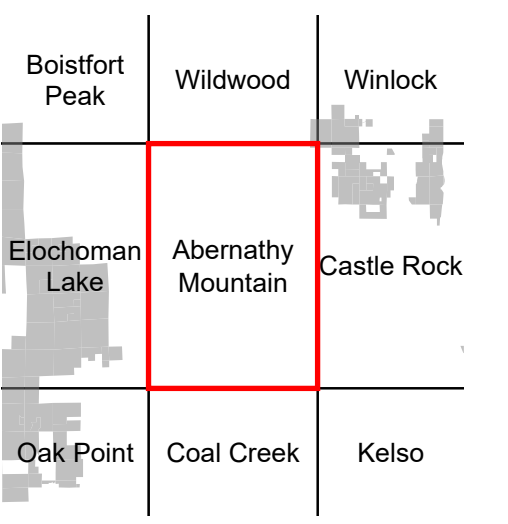 Boistfort
Peak
Wildwood
Winlock
Elochoman
Lake
Abernathy
Mountain
Castle Rock
Oak Point
Coal Creek
Kelso